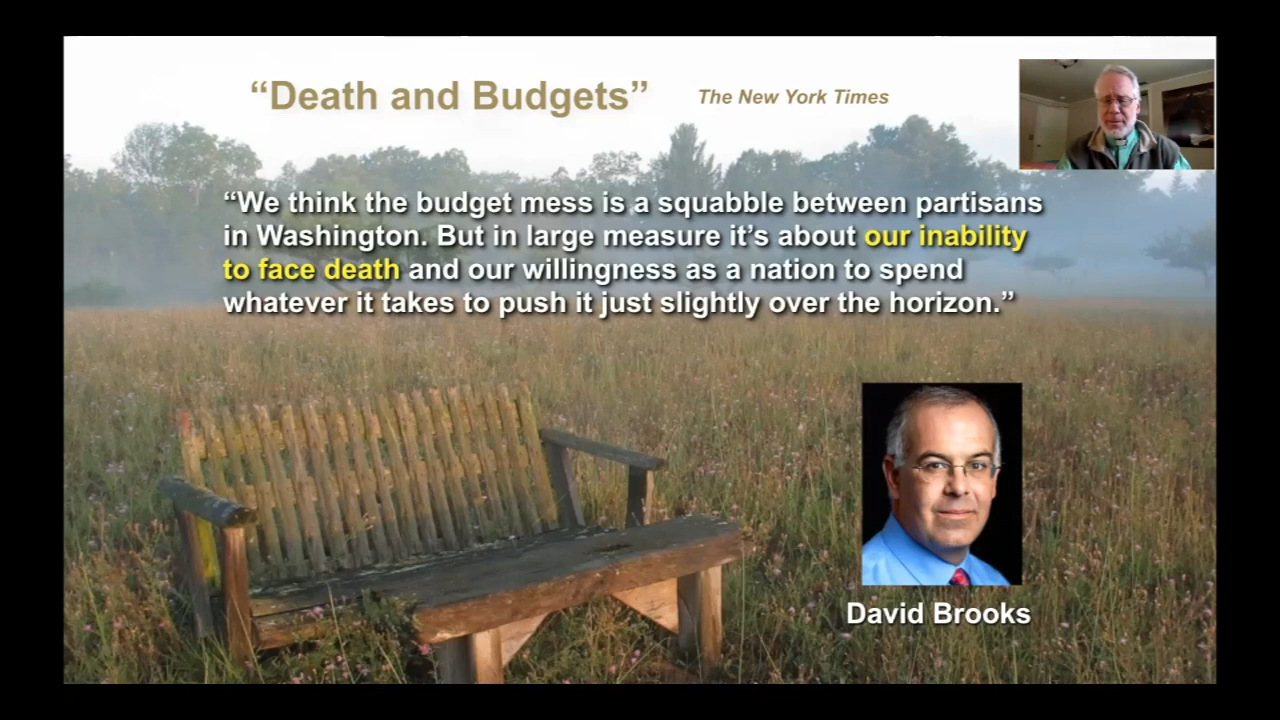 “Death and Budgets” The New York Times
“We think the budget mess is a squabble between partisans
in Washington. But in large measure it’s about our inability
to face death and our willingness as a nation to spend
whatever it takes to push it just slightly over the horizon.”
David Brooks